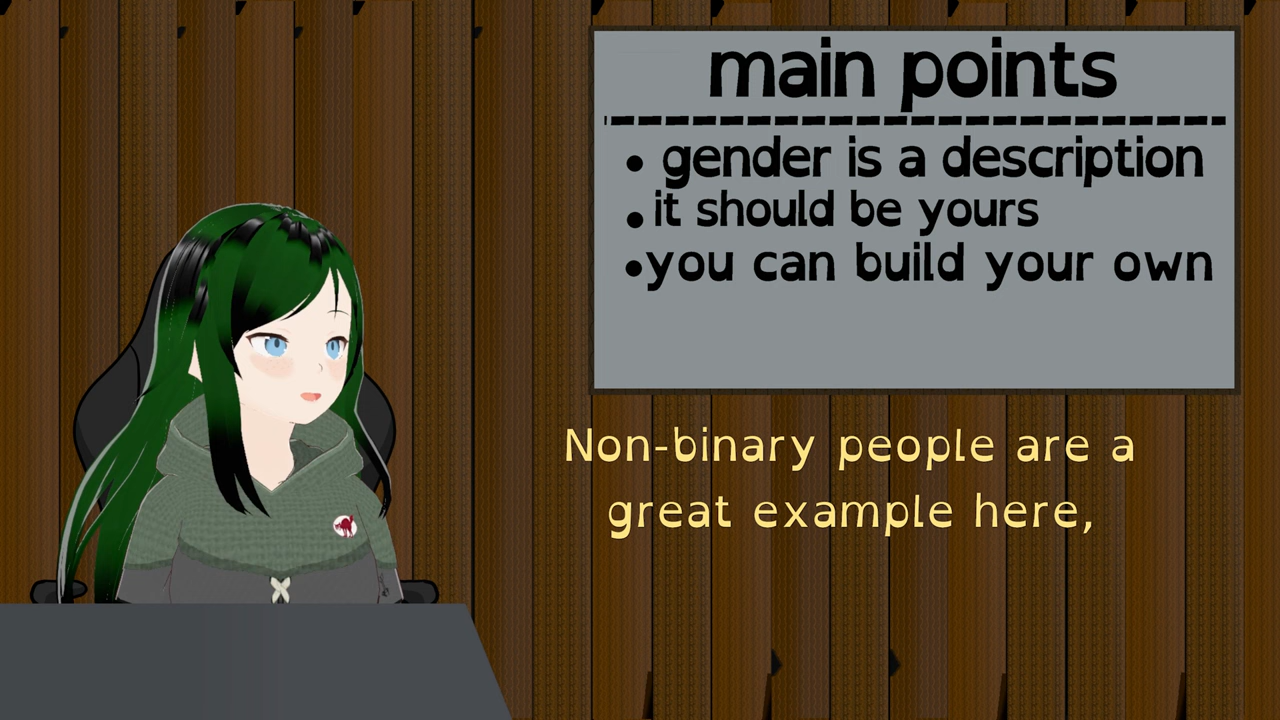 main points
• gender is a description
• it should be yours
• you can build your own
Non-binary people are a
great example here,